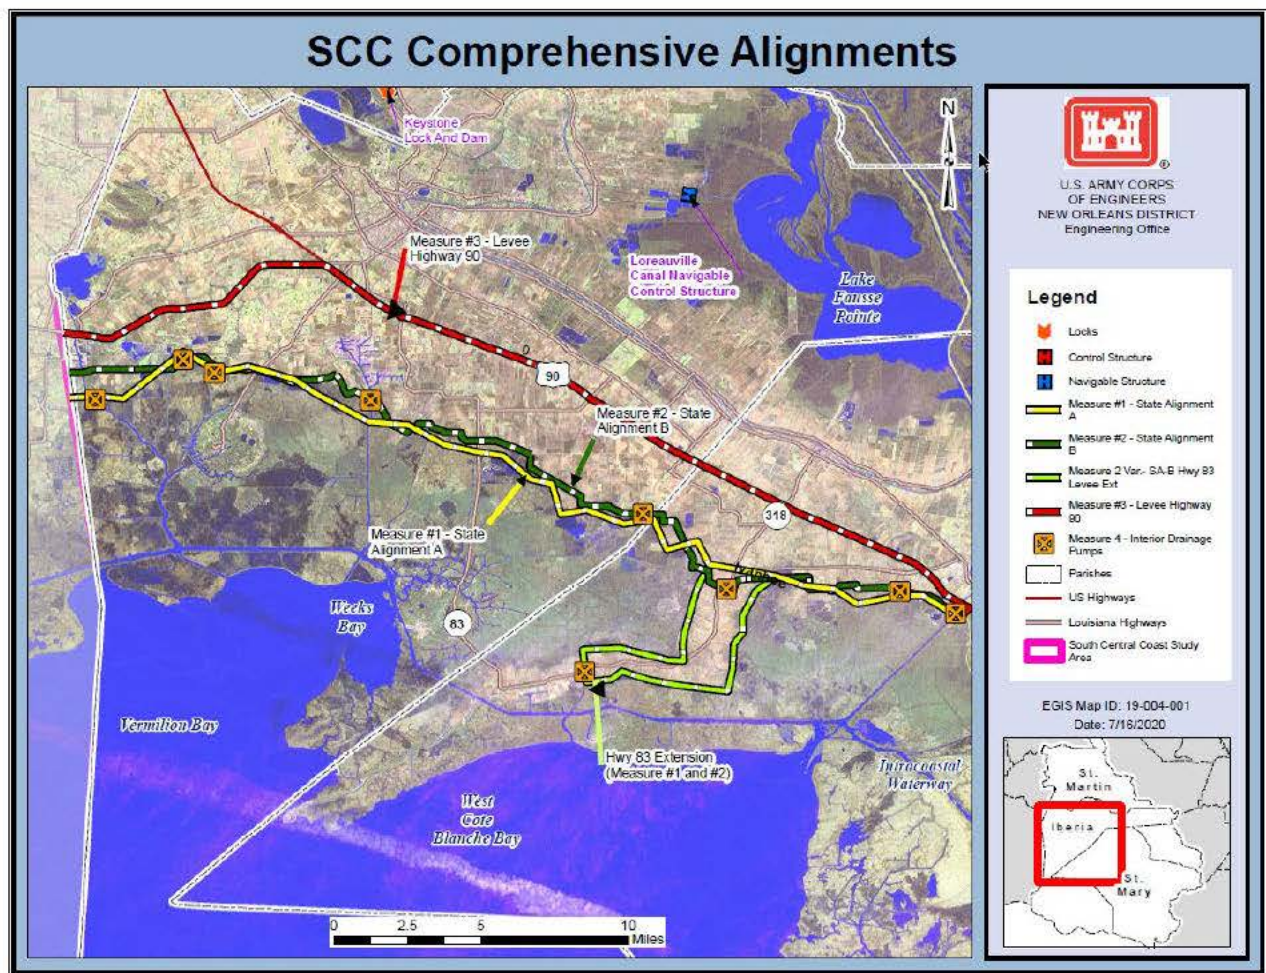 SCC Comprehensive Alignments
Keystone
Lock And Dam
N
Measure #3 - Levee
Highway 90
Loreauville
Canal Navigable
Control Structure
Lake
Fausse
Pointe
90
Measure #2 - State
Alignment B
318
Measure #1 - State
Alignment A
Weeks
Bay
83
Vermilion Bay
Hwy 83 Extension
(Measure #1 and #2)
Intracoastal
Waterway
West
Cote
Blanche Bay
0 2.5 5 10
Miles
®
U.S. ARMY CORPS
OF ENGINEERS
NEW ORLEANS DISTRICT
Engineering Office
Legend
Locks
Control Structure
Navigable Structure
Measure #1 - State Alignment
A
Measure #2 - State Alignment
B
Measure 2 Var.- SA-B Hwy 83
Levee Ext
Measure #3 - Levee Highway
90
Measure 4 - Interior Drainage
Pumps
Parishes
US Highways
Louisiana Highways
South Central Coast Study
Area
EGIS Map ID: 19-004-001
Date: 7/16/2020
St.
Martin
Iberia
St.
Mary